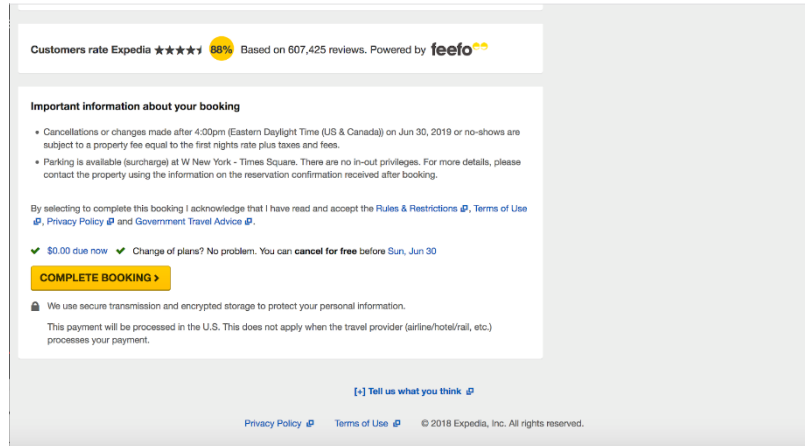 Customers rate Expedia 88% Based on 607,425 reviews. Powered by feefo
Important information about your booking
• Cancellations or changes made after 4:00pm (Eastern Daylight Time (US & Canada)) on Jun 30, 2019 or no-shows are
subject to a property fee equal to the first nights rate plus taxes and fees.
• Parking is available (surcharge) at W New York - Times Square. There are no in-out privileges. For more details, please
contact the property using the information on the reservation confirmation received after booking.
By selecting to complete this booking I acknowledge that I have read and accept the Rules & Restrictions, Terms of Use
, Privacy Policy and Government Travel Advice.
$0.00 due now Change of plans? No problem. You can cancel for free before Sun, Jun 30
COMPLETE BOOKING >
We use secure transmission and encrypted storage to protect your personal information.
This payment will be processed in the U.S. This does not apply when the travel provider (airline/hotel/rail, etc.)
processes your payment.
[+] Tell us what you think
Privacy Policy Terms of Use © 2018 Expedia, Inc. All rights reserved.